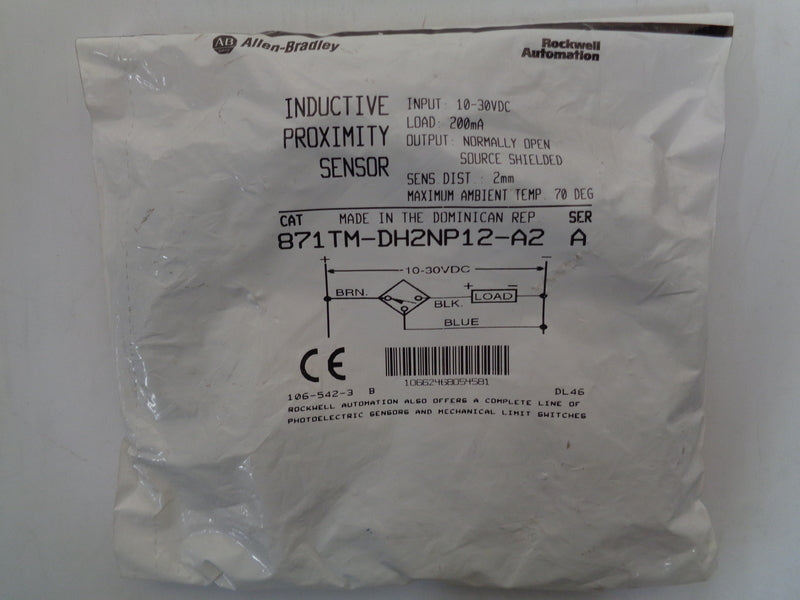 AB Allen-Bradley
Rockwell Automation
INDUCTIVE
PROXIMITY
SENSOR
INPUT: 10-30VDC
LOAD: 200mA
OUTPUT: NORMALLY OPEN
SOURCE SHIELDED
SENS DIST : 2mm
MAXIMUM AMBIENT TEMP. 70 DEG
CAT MADE IN THE DOMINICAN REP SER
871TM-DH2NP12-A2 A
+ 10-30VDC −
BRN. BLK. + LOAD −
BLUE
CE
10662468054581
106-542-3 B DL46
ROCKWELL AUTOMATION ALSO OFFERS A COMPLETE LINE OF
PHOTOELECTRIC SENSORS AND MECHANICAL LIMIT SWITCHES